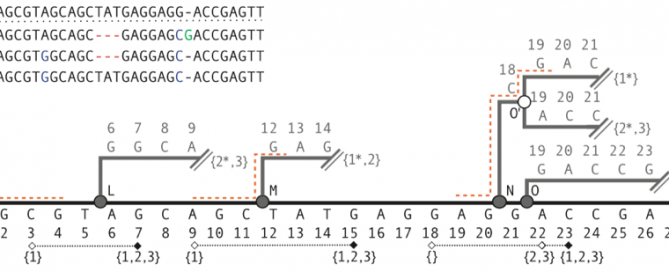 AGCGTAGCAGCTATGAGGAGG-ACCGAGTT
AGCGTAGCAGC---GAGGAGCGACCGAGTT
AGCGTGGCAGC---GAGGAGC-ACCGAGTT
AGCGTGGCAGCTATGAGGAGC-ACCGAGTT
19 20 21
G A C
{1*}
18
C
O'
19 20 21
A C C
{2*,3}
6 7 8 9
G G C A
{2*,3}
12 13 14
G A G
{1*,2}
19 20 21 22 23
G A C C G
L
M
N
O
G C G T A G C A G C T A T G A G G A G G A C C G A
2 3 4 5 6 7 8 9 10 11 12 13 14 15 16 17 18 19 20 21 22 23 24 25 26
{1} {1,2,3} {1} {1,2,3} {} {2,3} {1,2,3}